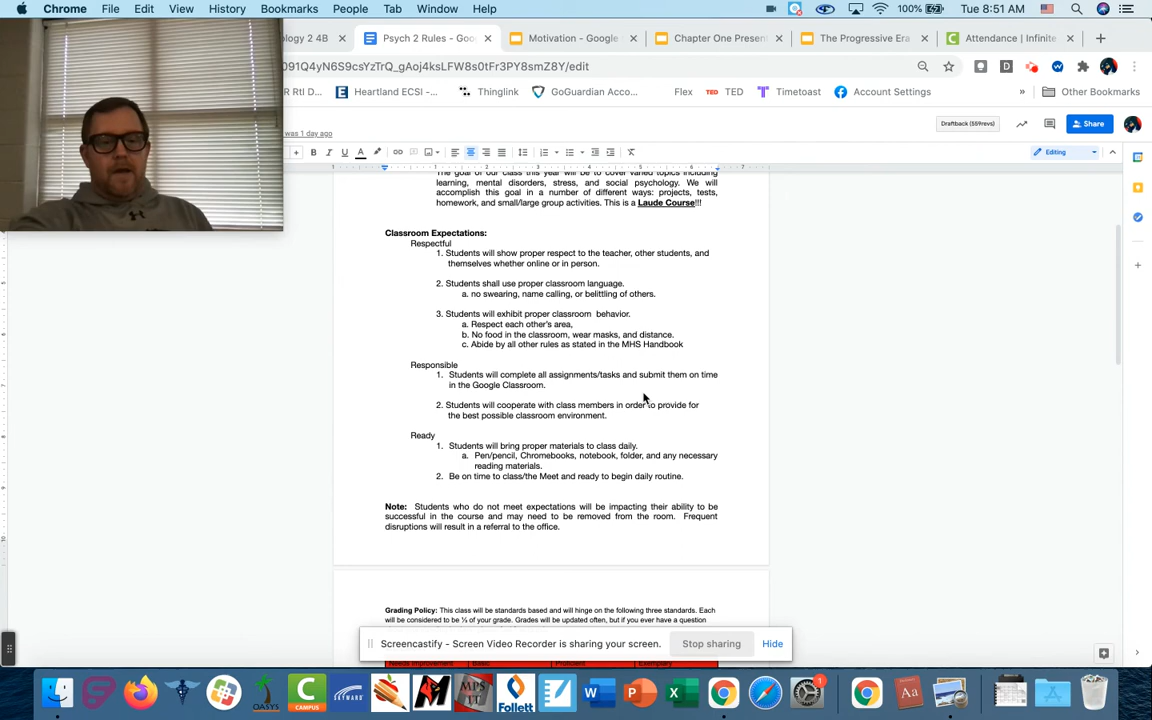 Chrome File Edit View History Bookmarks People Tab Window Help 100% Tue 8:51 AM
ology 2 4B Psych 2 Rules - Goo Motivation - Google Chapter One Present The Progressive Era Attendance | Infinite
91Q4yN6S9csYzTrQ_gAoj4ksLFW8s0tFr3PY8smZ8Y/edit
RtI D... Heartland ECSI -... Thinglink GoGuardian Acco... Flex TED TED Timetoast Account Settings » Other Bookmarks
was 1 day ago Draftback (559revs) Share
Editing
The goal of our class this year will be to cover varied topics including
learning, mental disorders, stress, and social psychology. We will
accomplish this goal in a number of different ways: projects, tests,
homework, and small/large group activities. This is a Laude Course!!!
Classroom Expectations:
Respectful
1. Students will show proper respect to the teacher, other students, and
themselves whether online or in person.
2. Students shall use proper classroom language.
a. no swearing, name calling, or belittling of others.
3. Students will exhibit proper classroom behavior.
a. Respect each other's area,
b. No food in the classroom, wear masks, and distance.
c. Abide by all other rules as stated in the MHS Handbook
Responsible
1. Students will complete all assignments/tasks and submit them on time
in the Google Classroom.
2. Students will cooperate with class members in order to provide for
the best possible classroom environment.
Ready
1. Students will bring proper materials to class daily.
a. Pen/pencil, Chromebooks, notebook, folder, and any necessary
reading materials.
2. Be on time to class/the Meet and ready to begin daily routine.
Note: Students who do not meet expectations will be impacting their ability to be
successful in the course and may need to be removed from the room. Frequent
disruptions will result in a referral to the office.
Grading Policy: This class will be standards based and will hinge on the following three standards. Each
will be considered to be ⅓ of your grade. Grades will be updated often, but if you ever have a question
Screencastify - Screen Video Recorder is sharing your screen. Stop sharing Hide
Needs Improvement Basic Proficient Exemplary
OASYS CAMPUS SKYWARD MPS Follett